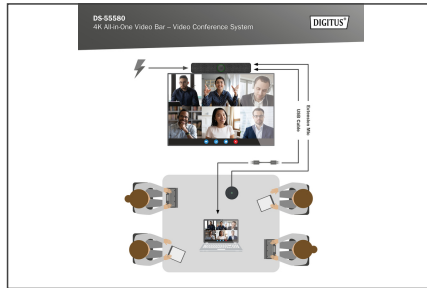 DS-55580
4K All-in-One Video Bar – Video Conference System
DIGITUS®
Extension Mic
USB Cable